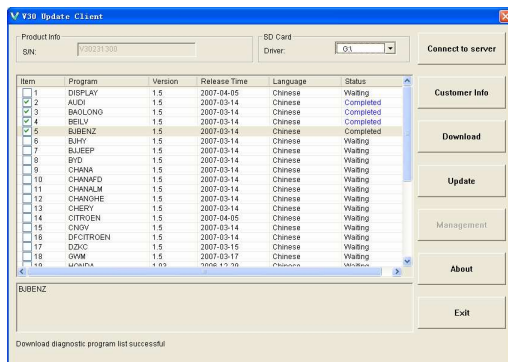 V30 Update Client
Product Info
S/N: V30231300
SD Card
Driver: G:\
Connect to server
Item Program Version Release Time Language Status
1 DISPLAY 1.5 2007-04-05 Chinese Waiting
2 AUDI 1.5 2007-03-14 Chinese Completed
3 BAOLONG 1.5 2007-03-14 Chinese Completed
4 BEILV 1.5 2007-03-14 Chinese Completed
5 BJBENZ 1.5 2007-03-14 Chinese Completed
6 BJHY 1.5 2007-03-14 Chinese Waiting
7 BJJEEP 1.5 2007-03-14 Chinese Waiting
8 BYD 1.5 2007-03-14 Chinese Waiting
9 CHANA 1.5 2007-03-14 Chinese Waiting
10 CHANAFD 1.5 2007-03-14 Chinese Waiting
11 CHANALM 1.5 2007-03-14 Chinese Waiting
12 CHANGHE 1.5 2007-03-14 Chinese Waiting
13 CHERY 1.5 2007-03-14 Chinese Waiting
14 CITROEN 1.5 2007-04-05 Chinese Waiting
15 CNGV 1.5 2007-03-14 Chinese Waiting
16 DFCITROEN 1.5 2007-03-14 Chinese Waiting
17 DZKC 1.5 2007-03-15 Chinese Waiting
18 GWM 1.5 2007-03-17 Chinese Waiting
19 HONDA Chinese Waiting
Customer Info
Download
Update
Management
About
Exit
BJBENZ
Download diagnostic program list successful